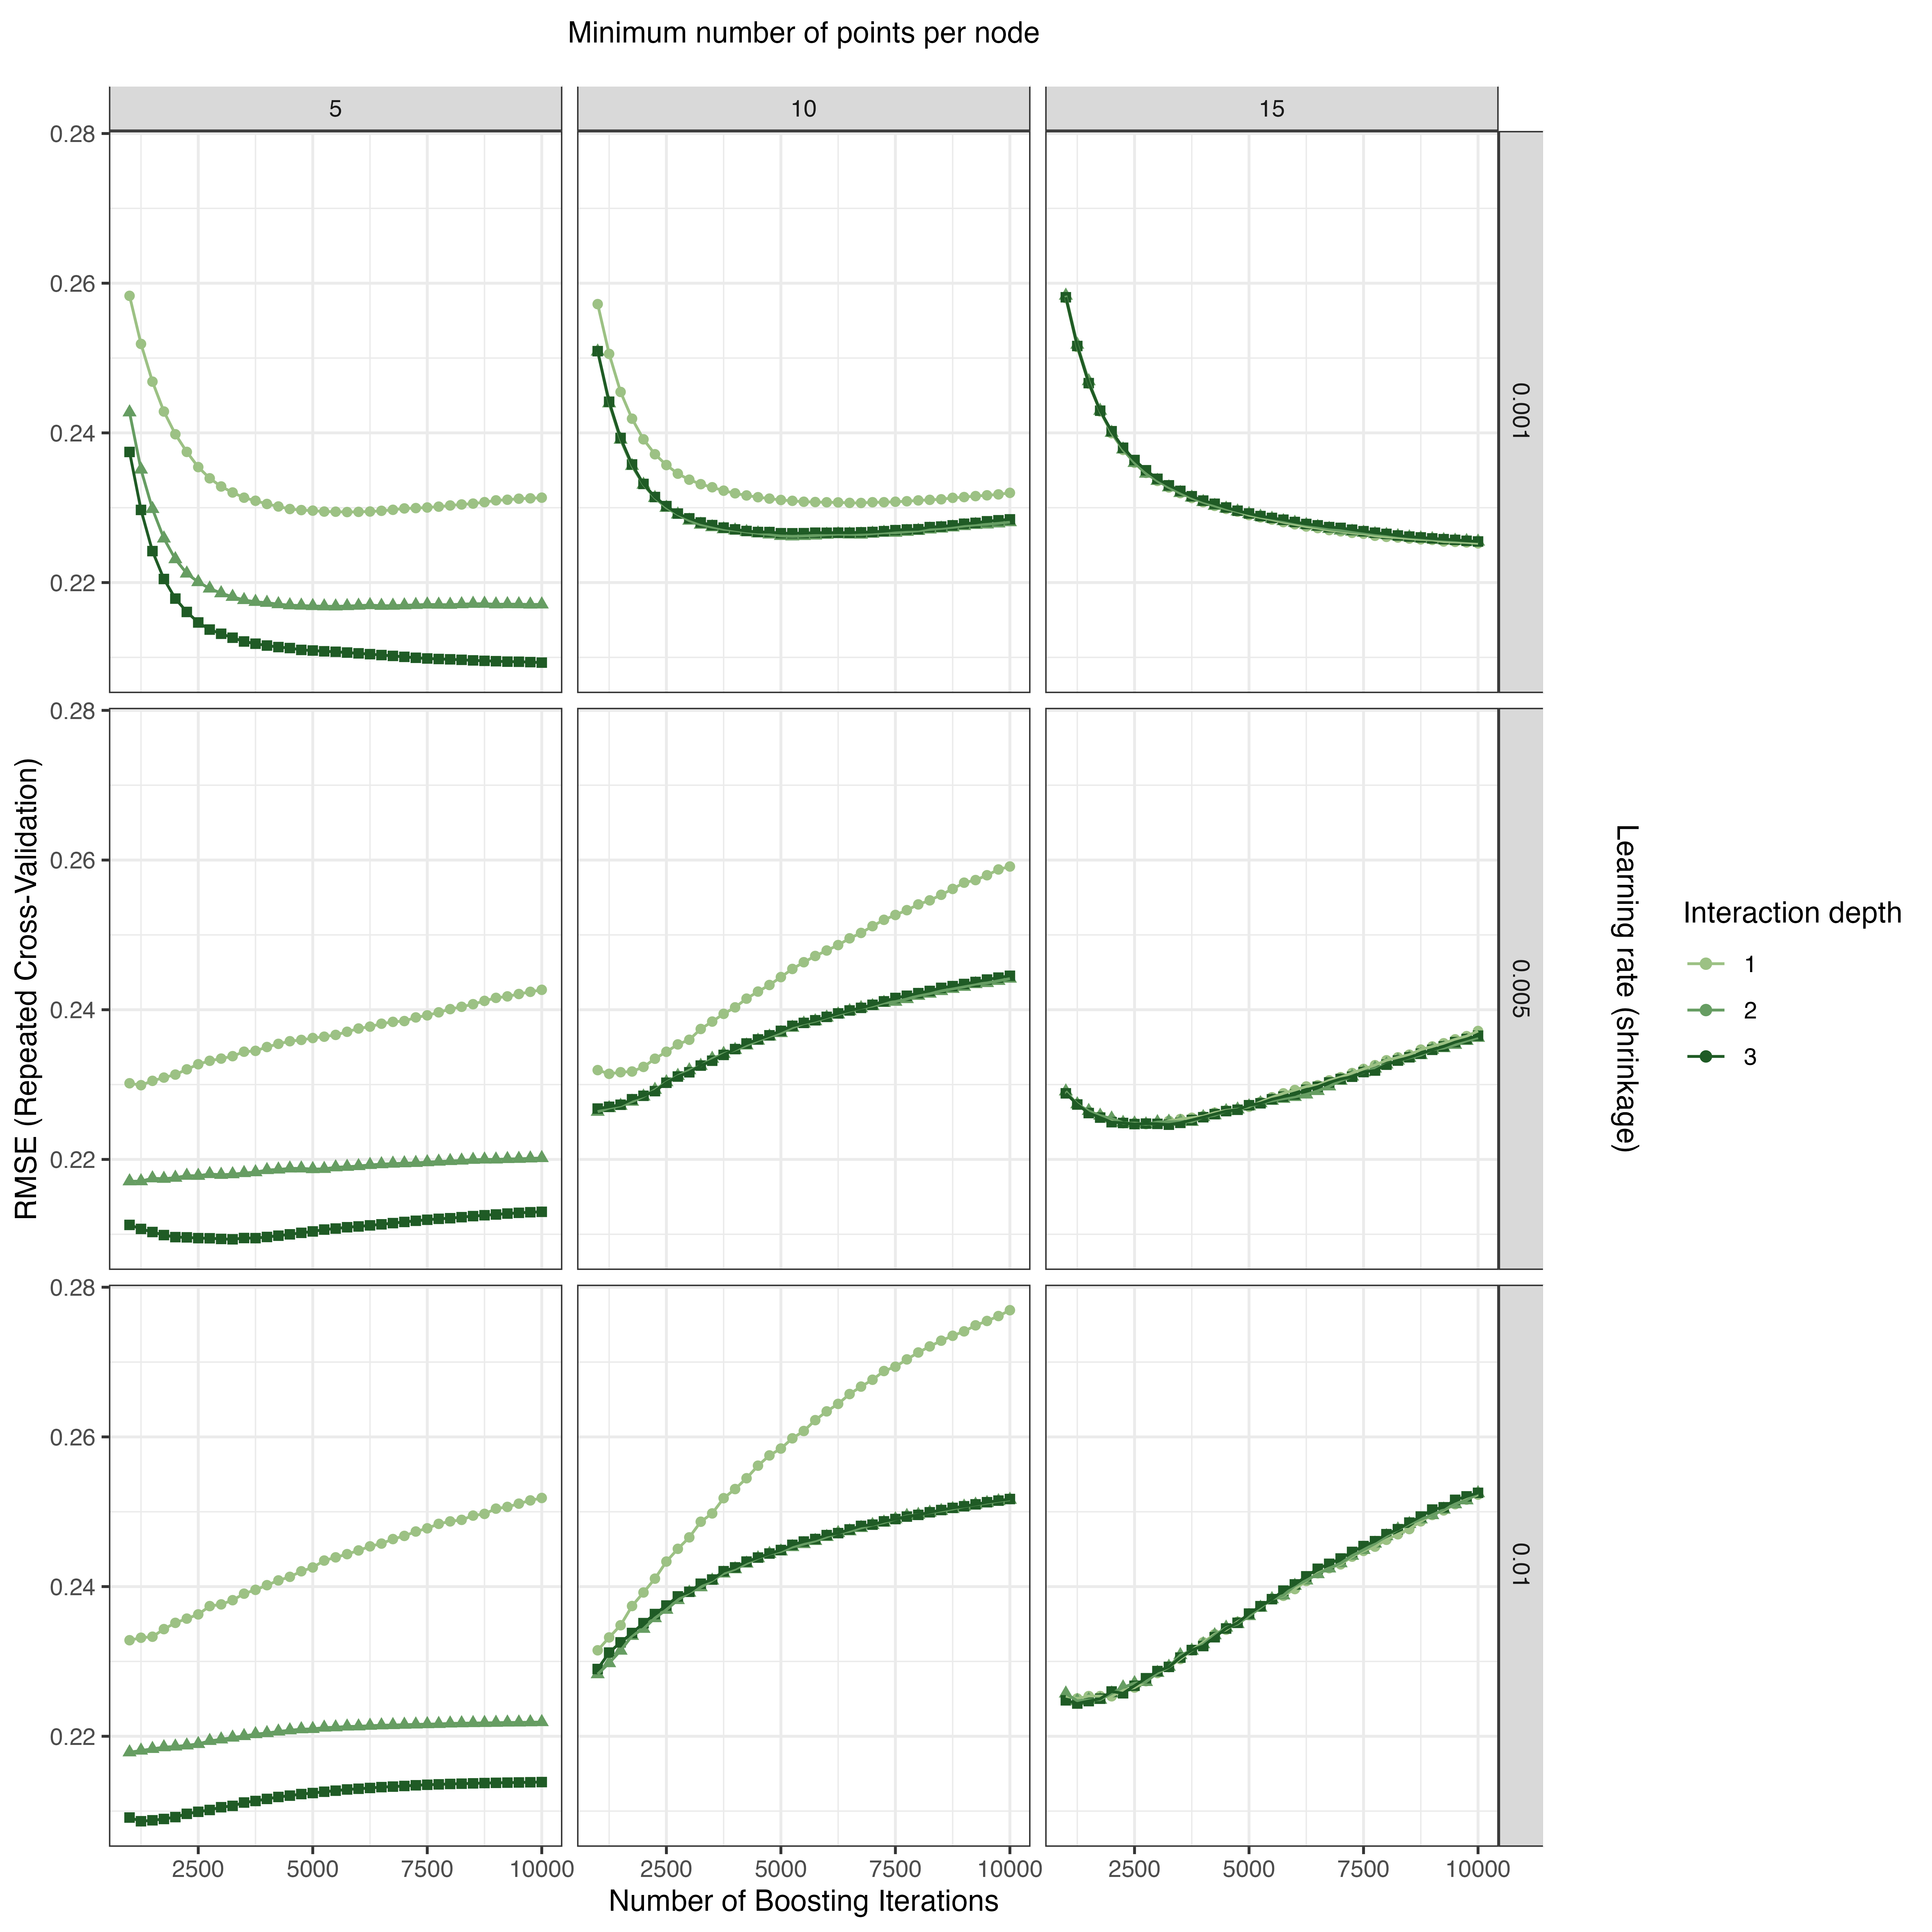 Minimum number of points per node
5
10
15
0.28
0.26
0.24
0.22
0.001
0.28
0.26
0.24
0.22
0.005
0.28
0.26
0.24
0.22
0.01
2500 5000 7500 10000
2500 5000 7500 10000
2500 5000 7500 10000
Number of Boosting Iterations
RMSE (Repeated Cross-Validation)
Learning rate (shrinkage)
Interaction depth
1
2
3